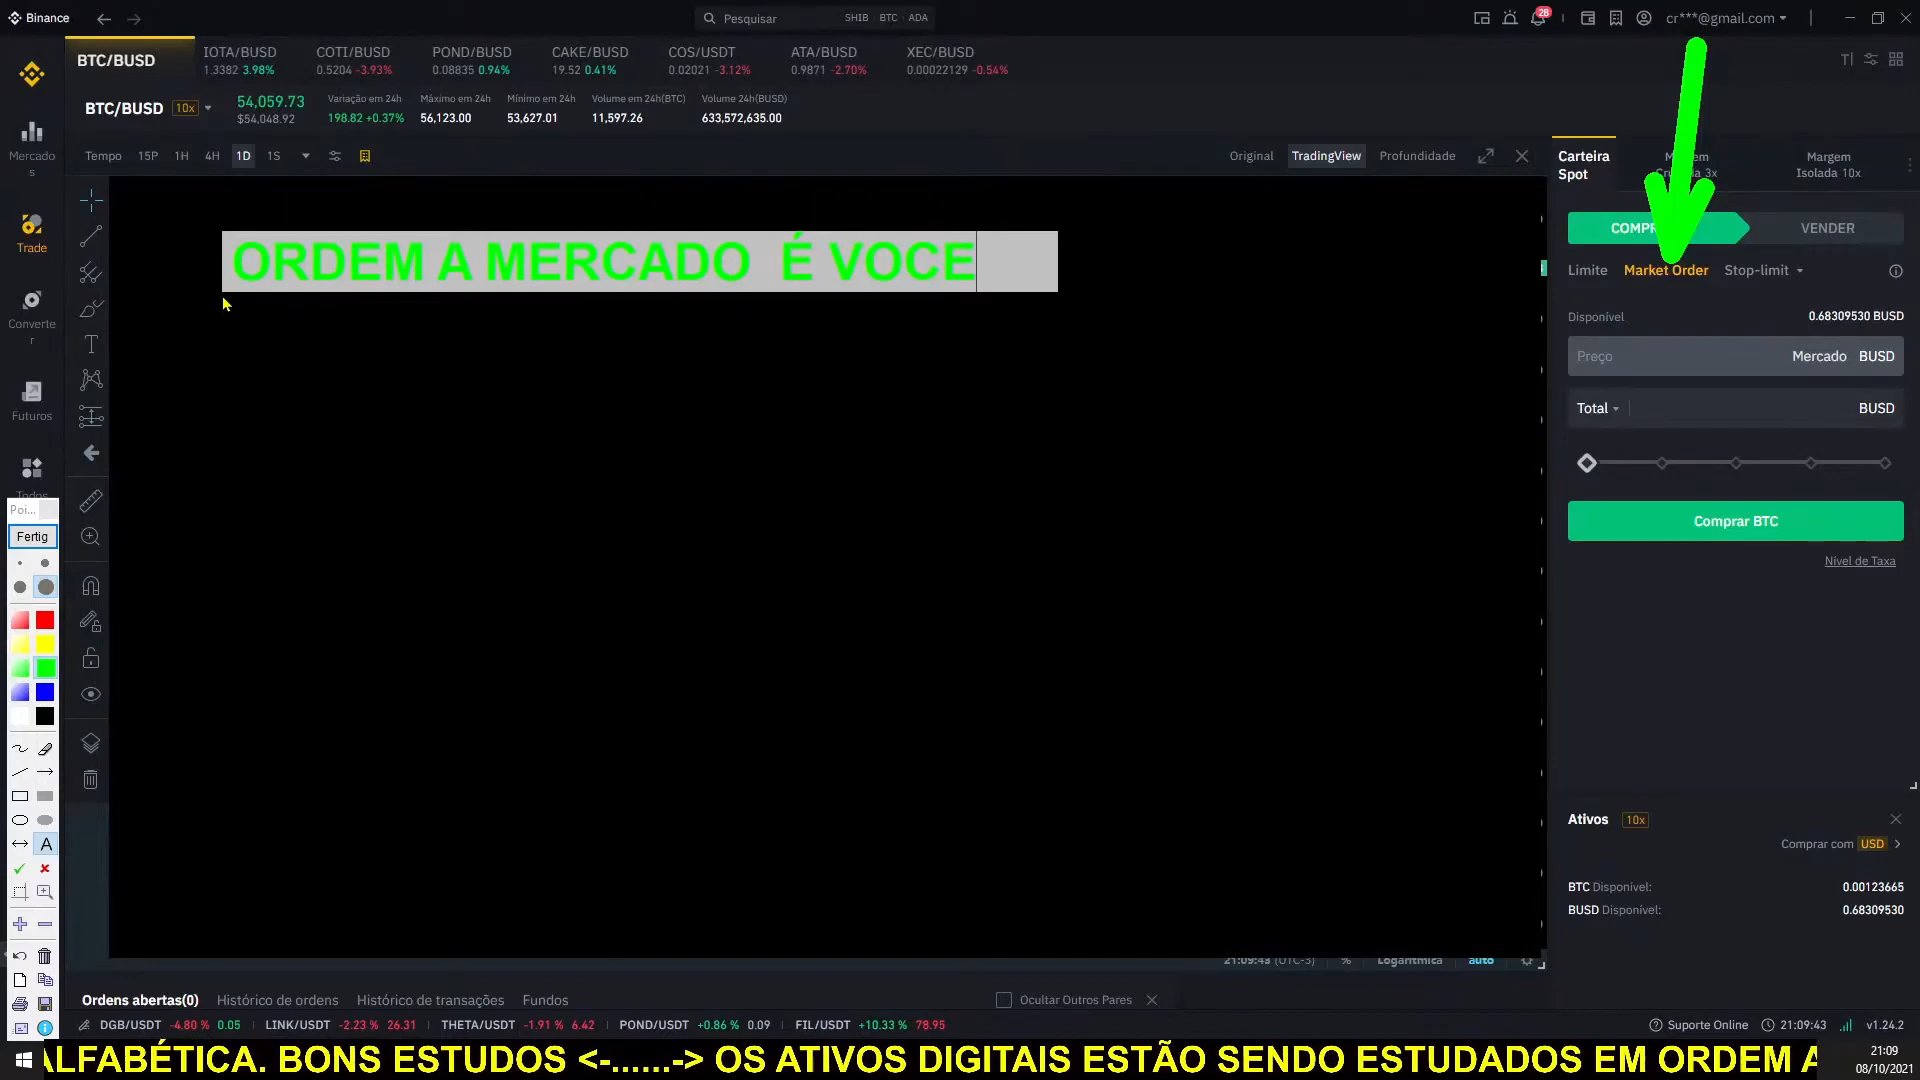 Binance
Pesquisar SHIB BTC ADA
28
cr***@gmail.com
BTC/BUSD
IOTA/BUSD
1.3382 3.98%
COTI/BUSD
0.5204 -3.93%
POND/BUSD
0.08835 0.94%
CAKE/BUSD
19.52 0.41%
COS/USDT
0.02021 -3.12%
ATA/BUSD
0.9871 -2.70%
XEC/BUSD
0.00022129 -0.54%
BTC/BUSD 10x
54,059.73
$54,048.92
Variação em 24h
198.82 +0.37%
Máximo em 24h
56,123.00
Mínimo em 24h
53,627.01
Volume em 24h(BTC)
11,597.26
Volume 24h(BUSD)
633,572,635.00
Mercado
s
Trade
Converte
r
Futuros
Todos
Tempo 15P 1H 4H 1D 1S
Original TradingView Profundidade
ORDEM A MERCADO É VOCE
Carteira
Spot
Margem
Isolada 10x
VENDER
Limite Market Order Stop-limit
Disponível 0.68309530 BUSD
Preço Mercado BUSD
Total BUSD
Comprar BTC
Nível de Taxa
Ativos 10x
Comprar com USD
BTC Disponível: 0.00123665
BUSD Disponível: 0.68309530
Poi...
Fertig
A
21:09:43 (UTC-3) % Logarítmica auto
Ordens abertas(0) Histórico de ordens Histórico de transações Fundos
Ocultar Outros Pares
DGB/USDT -4.80 % 0.05 LINK/USDT -2.23 % 26.31 THETA/USDT -1.91 % 6.42 POND/USDT +0.86 % 0.09 FIL/USDT +10.33 % 78.95
Suporte Online 21:09:43 v1.24.2
ALFABÉTICA. BONS ESTUDOS <-......-> OS ATIVOS DIGITAIS ESTÃO SENDO ESTUDADOS EM ORDEM A
21:09
08/10/2021